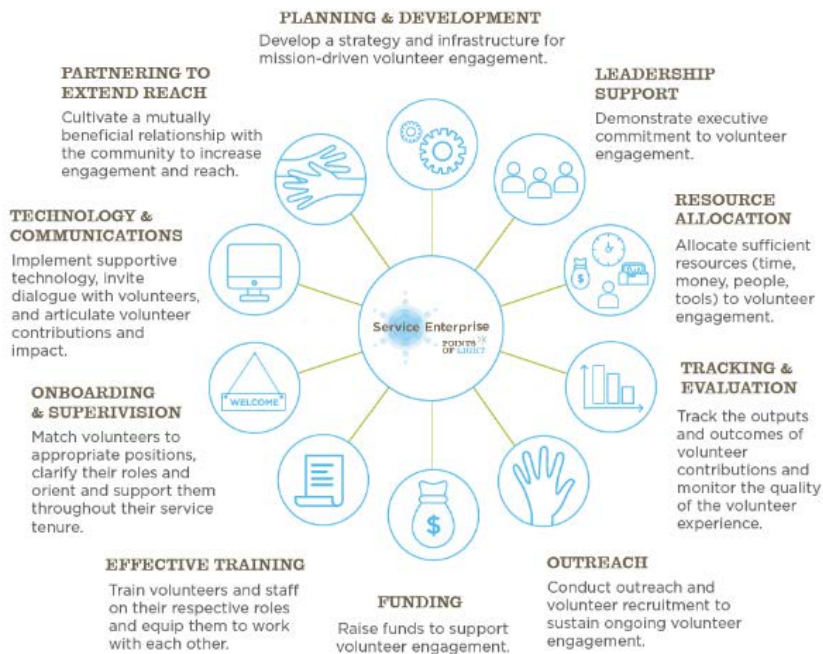 PLANNING & DEVELOPMENT
Develop a strategy and infrastructure for
mission-driven volunteer engagement.
LEADERSHIP
SUPPORT
Demonstrate executive
commitment to volunteer
engagement.
RESOURCE
ALLOCATION
Allocate sufficient
resources (time,
money, people,
tools) to volunteer
engagement.
TRACKING &
EVALUATION
Track the outputs
and outcomes of
volunteer
contributions and
monitor the quality
of the volunteer
experience.
OUTREACH
Conduct outreach and
volunteer recruitment to
sustain ongoing volunteer
engagement.
FUNDING
Raise funds to support
volunteer engagement.
EFFECTIVE TRAINING
Train volunteers and staff
on their respective roles
and equip them to work
with each other.
ONBOARDING
& SUPERIVISION
Match volunteers to
appropriate positions,
clarify their roles and
orient and support them
throughout their service
tenure.
TECHNOLOGY &
COMMUNICATIONS
Implement supportive
technology, invite
dialogue with volunteers,
and articulate volunteer
contributions and
impact.
PARTNERING TO
EXTEND REACH
Cultivate a mutually
beneficial relationship with
the community to increase
engagement and reach.
Service Enterprise
POINTS
OF LIGHT
WELCOME
$
$